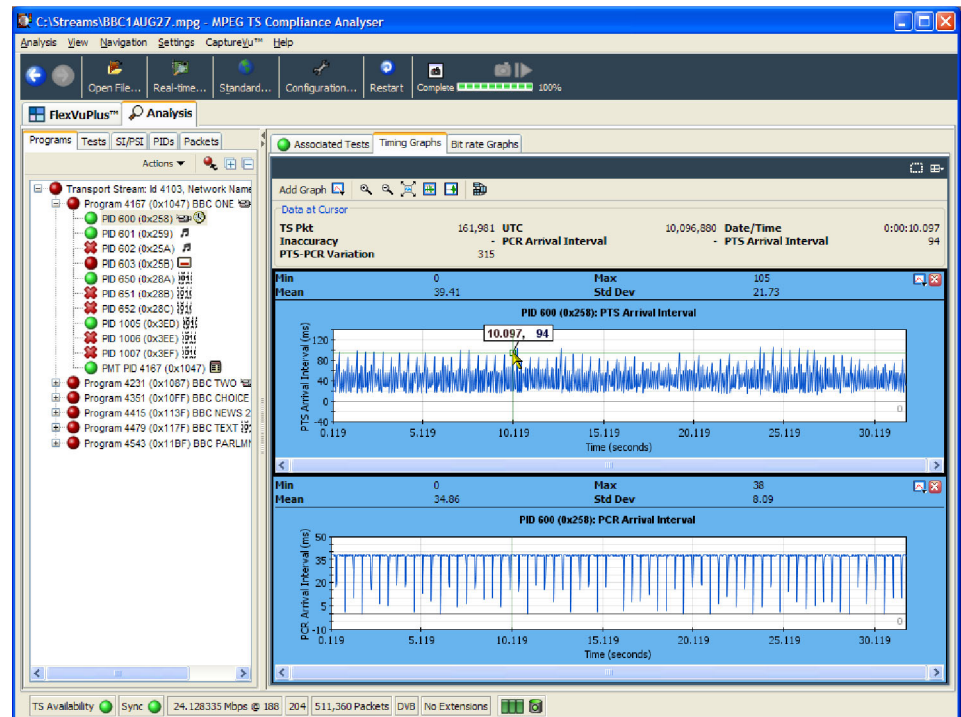 C:\Streams\BBC1AUG27.mpg - MPEG TS Compliance Analyser
Analysis View Navigation Settings CaptureVu™ Help
Open File... Real-time... Standard... Configuration... Restart Complete 100%
FlexVuPlus™ Analysis
Programs Tests SI/PSI PIDs Packets
Actions
Transport Stream: Id 4103, Network Name
Program 4167 (0x1047) BBC ONE
PID 600 (0x258)
PID 601 (0x259)
PID 602 (0x25A)
PID 603 (0x25B)
PID 650 (0x28A)
PID 651 (0x28B)
PID 652 (0x28C)
PID 1005 (0x3ED)
PID 1006 (0x3EE)
PID 1007 (0x3EF)
PMT PID 4167 (0x1047)
Program 4231 (0x1087) BBC TWO
Program 4351 (0x10FF) BBC CHOICE
Program 4415 (0x113F) BBC NEWS 2
Program 4479 (0x117F) BBC TEXT
Program 4543 (0x11BF) BBC PARLM
Associated Tests Timing Graphs Bit rate Graphs
Add Graph
Data at Cursor
TS Pkt 161,981 UTC 10,096,880 Date/Time 0:00:10.097
Inaccuracy - PCR Arrival Interval - PTS Arrival Interval 94
PTS-PCR Variation 315
Min 0 Max 105
Mean 39.41 Std Dev 21.73
PID 600 (0x258): PTS Arrival Interval
10.097, 94
PTS Arrival Interval (ms)
120
80
40
0
-40
0
0.119 5.119 10.119 15.119 20.119 25.119 30.119
Time (seconds)
Min 0 Max 38
Mean 34.86 Std Dev 8.09
PID 600 (0x258): PCR Arrival Interval
PCR Arrival Interval (ms)
50
35
20
5
-10
0
0.119 5.119 10.119 15.119 20.119 25.119 30.119
Time (seconds)
TS Availability Sync 24.128335 Mbps @ 188 204 511,360 Packets DVB No Extensions